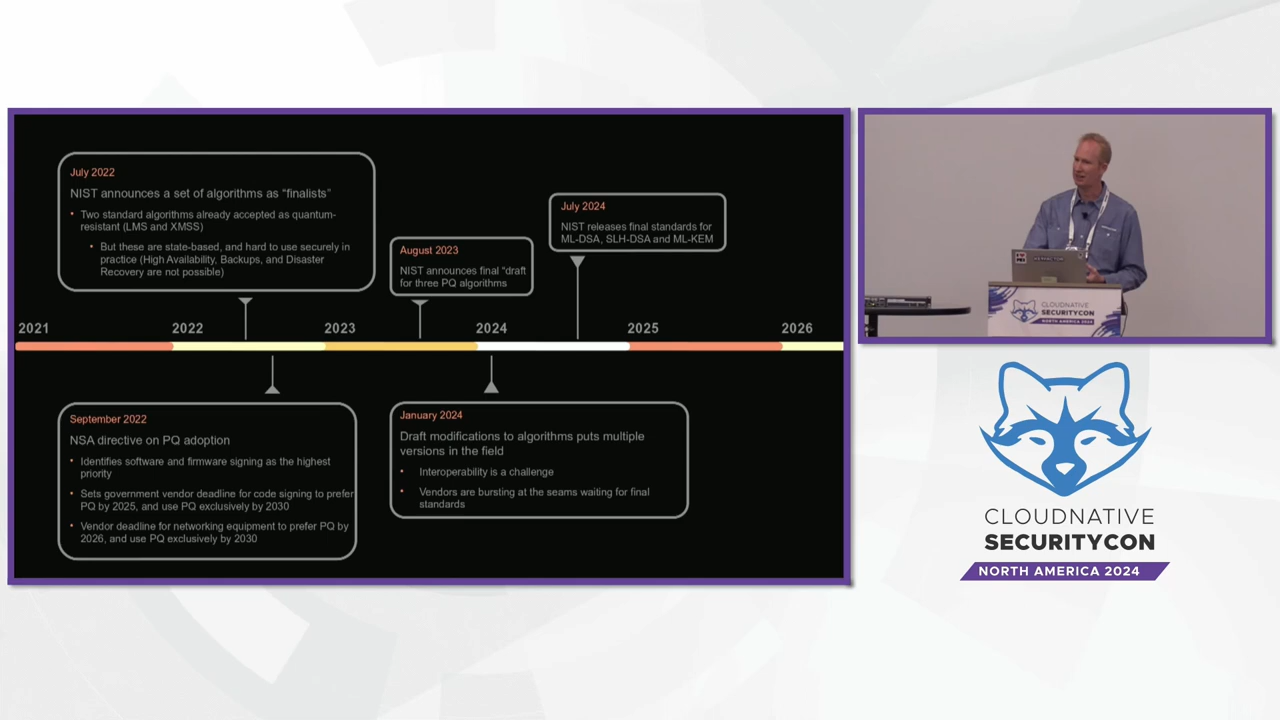 July 2022
NIST announces a set of algorithms as "finalists"
• Two standard algorithms already accepted as quantum-
resistant (LMS and XMSS)
• But these are state-based, and hard to use securely in
practice (High Availability, Backups, and Disaster
Recovery are not possible)
August 2023
NIST announces final "draft
for three PQ algorithms
July 2024
NIST releases final standards for
ML-DSA, SLH-DSA and ML-KEM
2021
2022
2023
2024
2025
2026
September 2022
NSA directive on PQ adoption
• Identifies software and firmware signing as the highest
priority
• Sets government vendor deadline for code signing to prefer
PQ by 2025, and use PQ exclusively by 2030
• Vendor deadline for networking equipment to prefer PQ by
2026, and use PQ exclusively by 2030
January 2024
Draft modifications to algorithms puts multiple
versions in the field
• Interoperability is a challenge
• Vendors are bursting at the seams waiting for final
standards
CLOUDNATIVE
SECURITYCON
NORTH AMERICA 2024
CLOUDNATIVE
SECURITYCON
NORTH AMERICA 2024